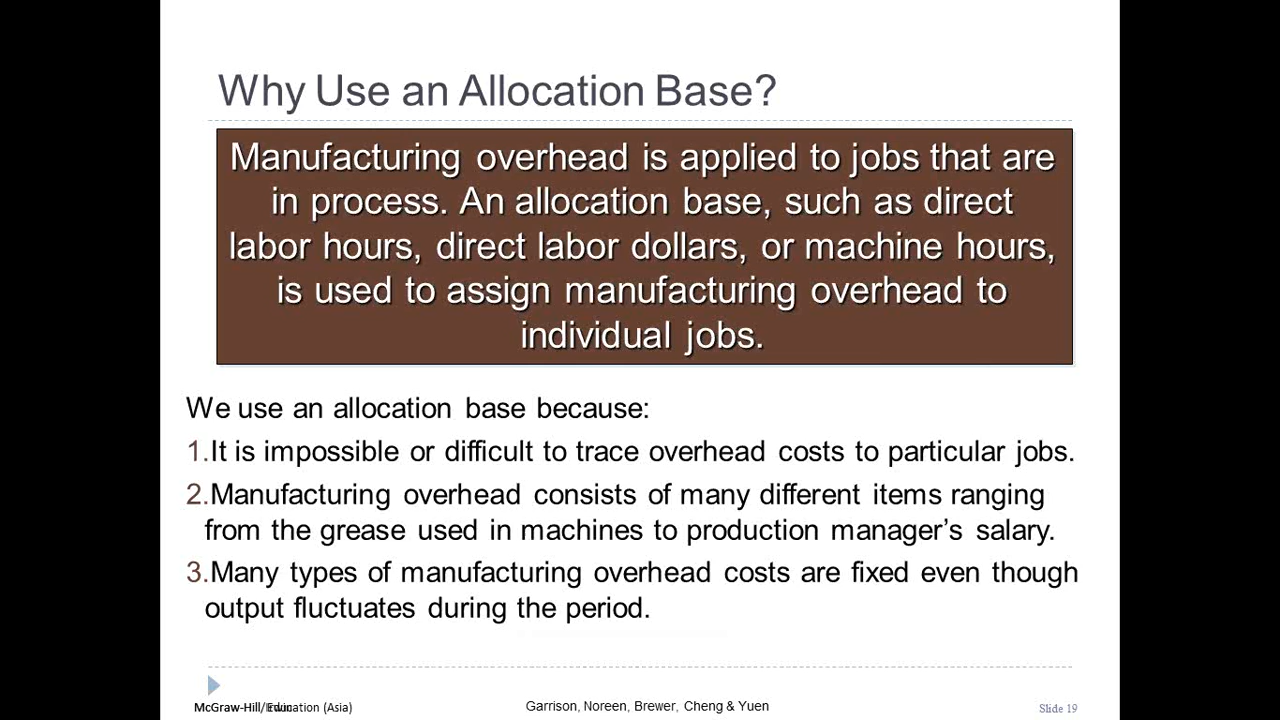 Why Use an Allocation Base?
Manufacturing overhead is applied to jobs that are
in process. An allocation base, such as direct
labor hours, direct labor dollars, or machine hours,
is used to assign manufacturing overhead to
individual jobs.
We use an allocation base because:
1.It is impossible or difficult to trace overhead costs to particular jobs.
2.Manufacturing overhead consists of many different items ranging
from the grease used in machines to production manager’s salary.
3.Many types of manufacturing overhead costs are fixed even though
output fluctuates during the period.
McGraw-Hill/Education (Asia)
Garrison, Noreen, Brewer, Cheng & Yuen
Slide 19